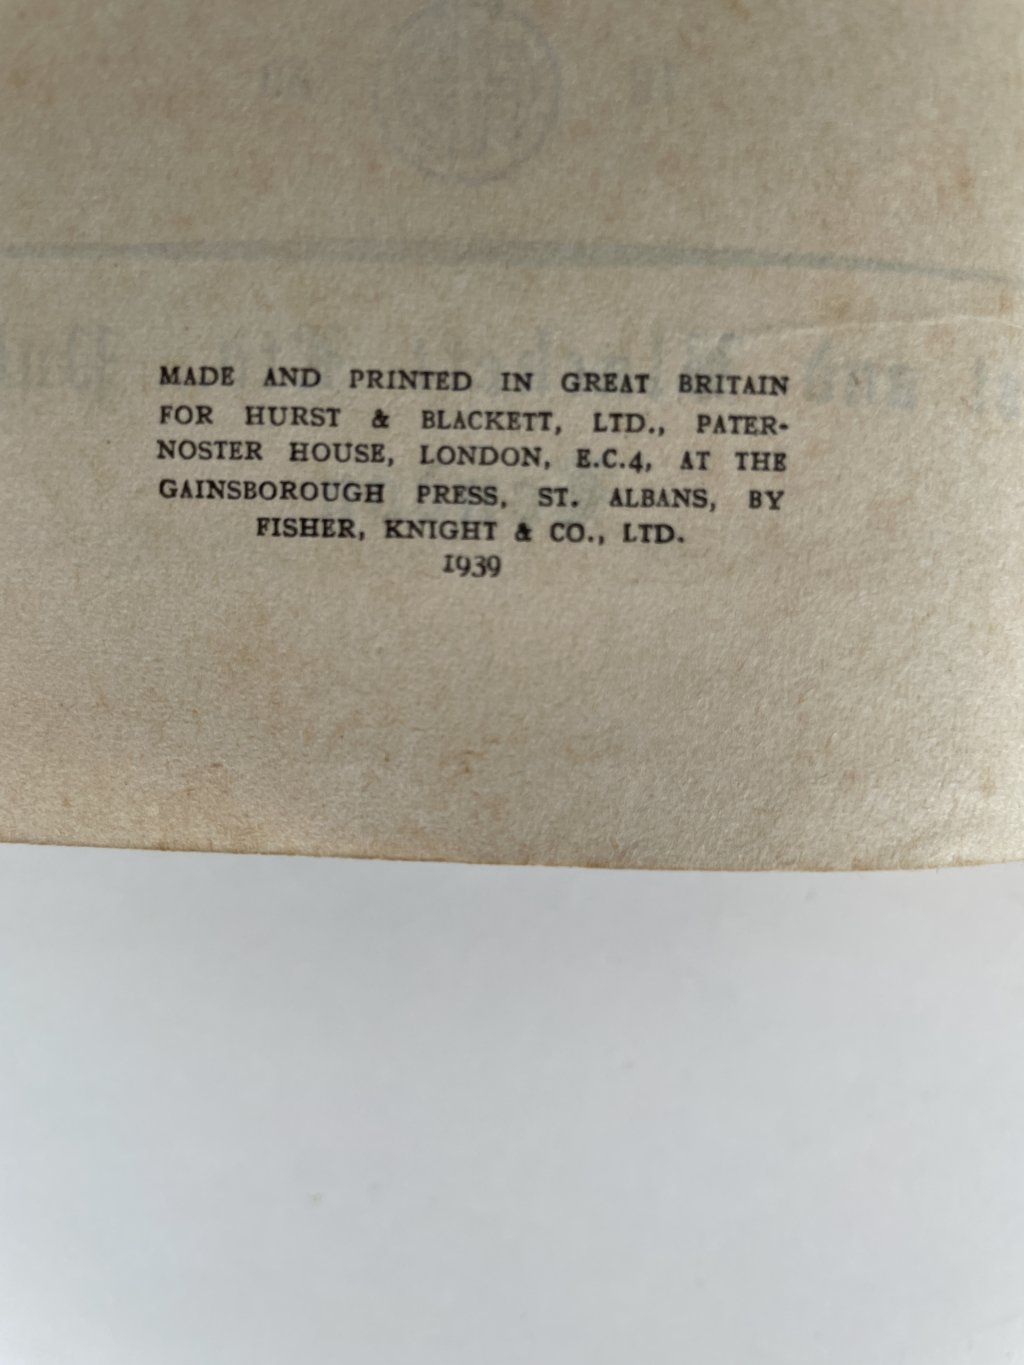 MADE AND PRINTED IN GREAT BRITAIN
FOR HURST & BLACKETT, LTD., PATER-
NOSTER HOUSE, LONDON, E.C.4, AT THE
GAINSBOROUGH PRESS, ST. ALBANS, BY
FISHER, KNIGHT & CO., LTD.
1939